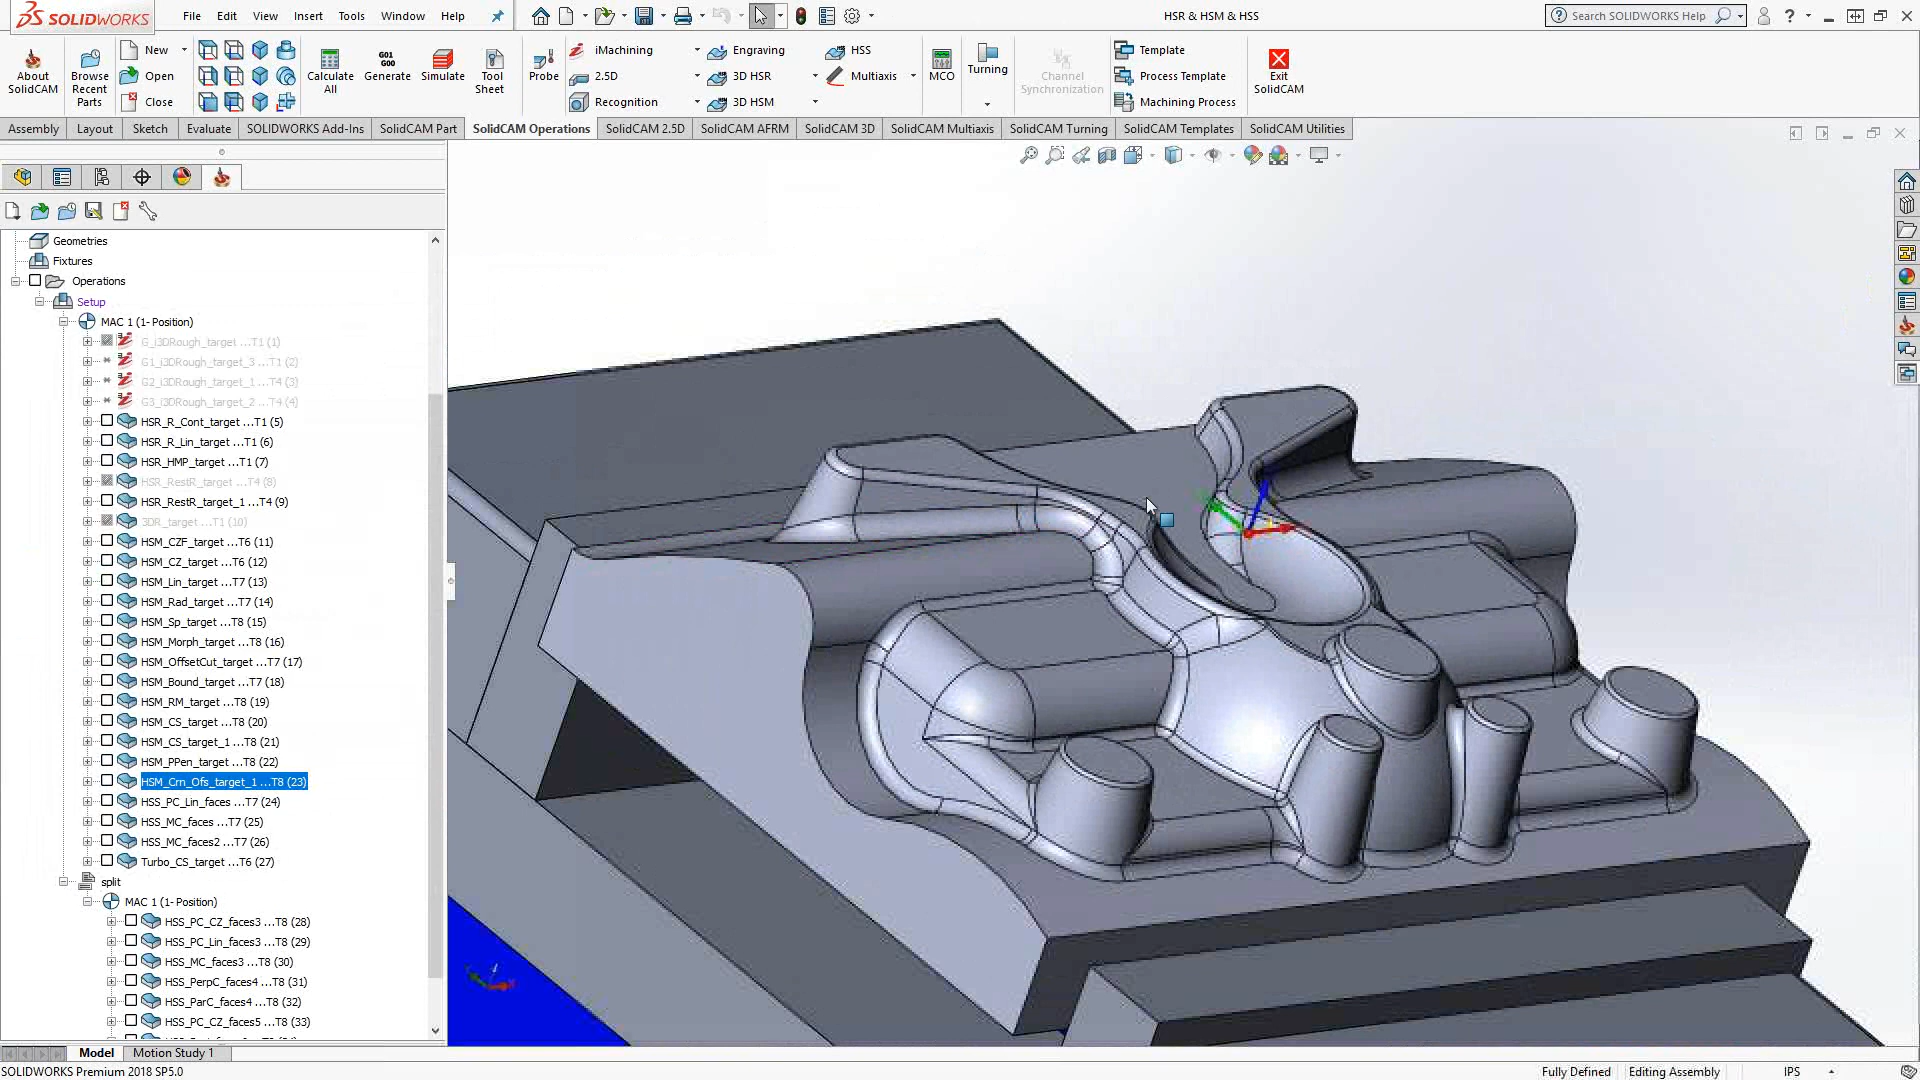 SOLIDWORKS
File Edit View Insert Tools Window Help
HSR & HSM & HSS
Search SOLIDWORKS Help
About SolidCAM
Browse Recent Parts
New
Open
Close
Calculate All
G01 G00
Generate
Simulate
Tool Sheet
Probe
iMachining
2.5D
Recognition
Engraving
3D HSR
3D HSM
HSS
Multiaxis
MCO
Turning
Channel Synchronization
Template
Process Template
Machining Process
Exit SolidCAM
Assembly Layout Sketch Evaluate SOLIDWORKS Add-Ins SolidCAM Part SolidCAM Operations SolidCAM 2.5D SolidCAM AFRM SolidCAM 3D SolidCAM Multiaxis SolidCAM Turning SolidCAM Templates SolidCAM Utilities
Geometries
Fixtures
Operations
Setup
MAC 1 (1- Position)
G_i3DRough_target ...T1 (1)
G1_i3DRough_target_3 ...T1 (2)
G2_i3DRough_target_1 ...T4 (3)
G3_i3DRough_target_2 ...T4 (4)
HSR_R_Cont_target ...T1 (5)
HSR_R_Lin_target ...T1 (6)
HSR_HMP_target ...T1 (7)
HSR_RestR_target ...T4 (8)
HSR_RestR_target_1 ...T4 (9)
3DR_target ...T1 (10)
HSM_CZF_target ...T6 (11)
HSM_CZ_target ...T6 (12)
HSM_Lin_target ...T7 (13)
HSM_Rad_target ...T7 (14)
HSM_Sp_target ...T8 (15)
HSM_Morph_target ...T8 (16)
HSM_OffsetCut_target ...T7 (17)
HSM_Bound_target ...T7 (18)
HSM_RM_target ...T8 (19)
HSM_CS_target ...T8 (20)
HSM_CS_target_1 ...T8 (21)
HSM_PPen_target ...T8 (22)
HSM_Crn_Ofs_target_1 ...T8 (23)
HSS_PC_Lin_faces ...T7 (24)
HSS_MC_faces ...T7 (25)
HSS_MC_faces2 ...T7 (26)
Turbo_CS_target ...T6 (27)
split
MAC 1 (1- Position)
HSS_PC_CZ_faces3 ...T8 (28)
HSS_PC_Lin_faces3 ...T8 (29)
HSS_MC_faces3 ...T8 (30)
HSS_PerpC_faces4 ...T8 (31)
HSS_ParC_faces4 ...T8 (32)
HSS_PC_CZ_faces5 ...T8 (33)
Model Motion Study 1
SOLIDWORKS Premium 2018 SP5.0
Fully Defined Editing Assembly IPS